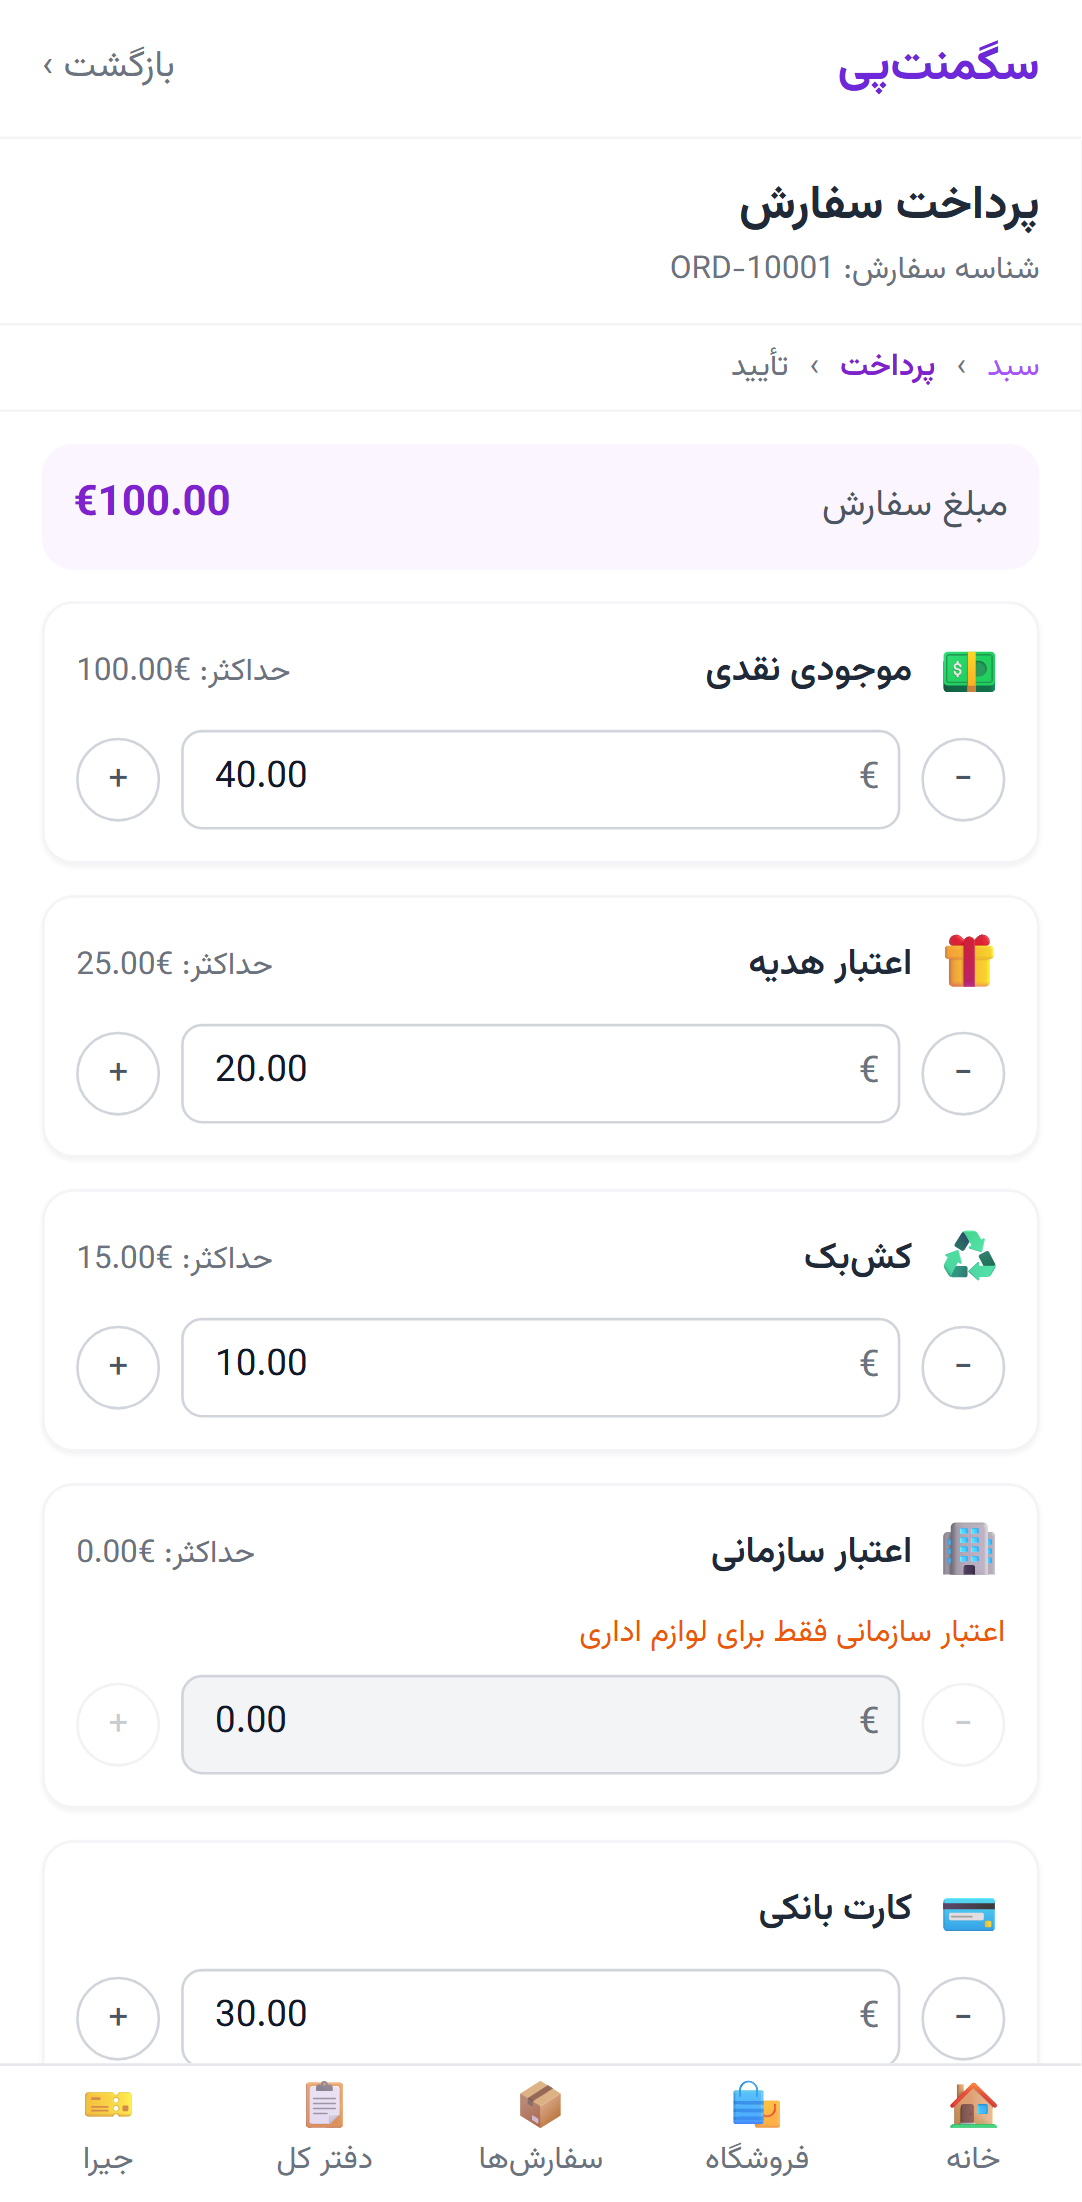 سگمنت‌پی
بازگشت ›
پرداخت سفارش
شناسه سفارش: ORD-10001
سبد › پرداخت › تأیید
مبلغ سفارش €100.00
موجودی نقدی حداکثر: €100.00
− € 40.00 +
اعتبار هدیه حداکثر: €25.00
− € 20.00 +
کش‌بک حداکثر: €15.00
− € 10.00 +
اعتبار سازمانی حداکثر: €0.00
اعتبار سازمانی فقط برای لوازم اداری
− € 0.00 +
کارت بانکی
− € 30.00 +
خانه فروشگاه سفارش‌ها دفتر کل جیرا